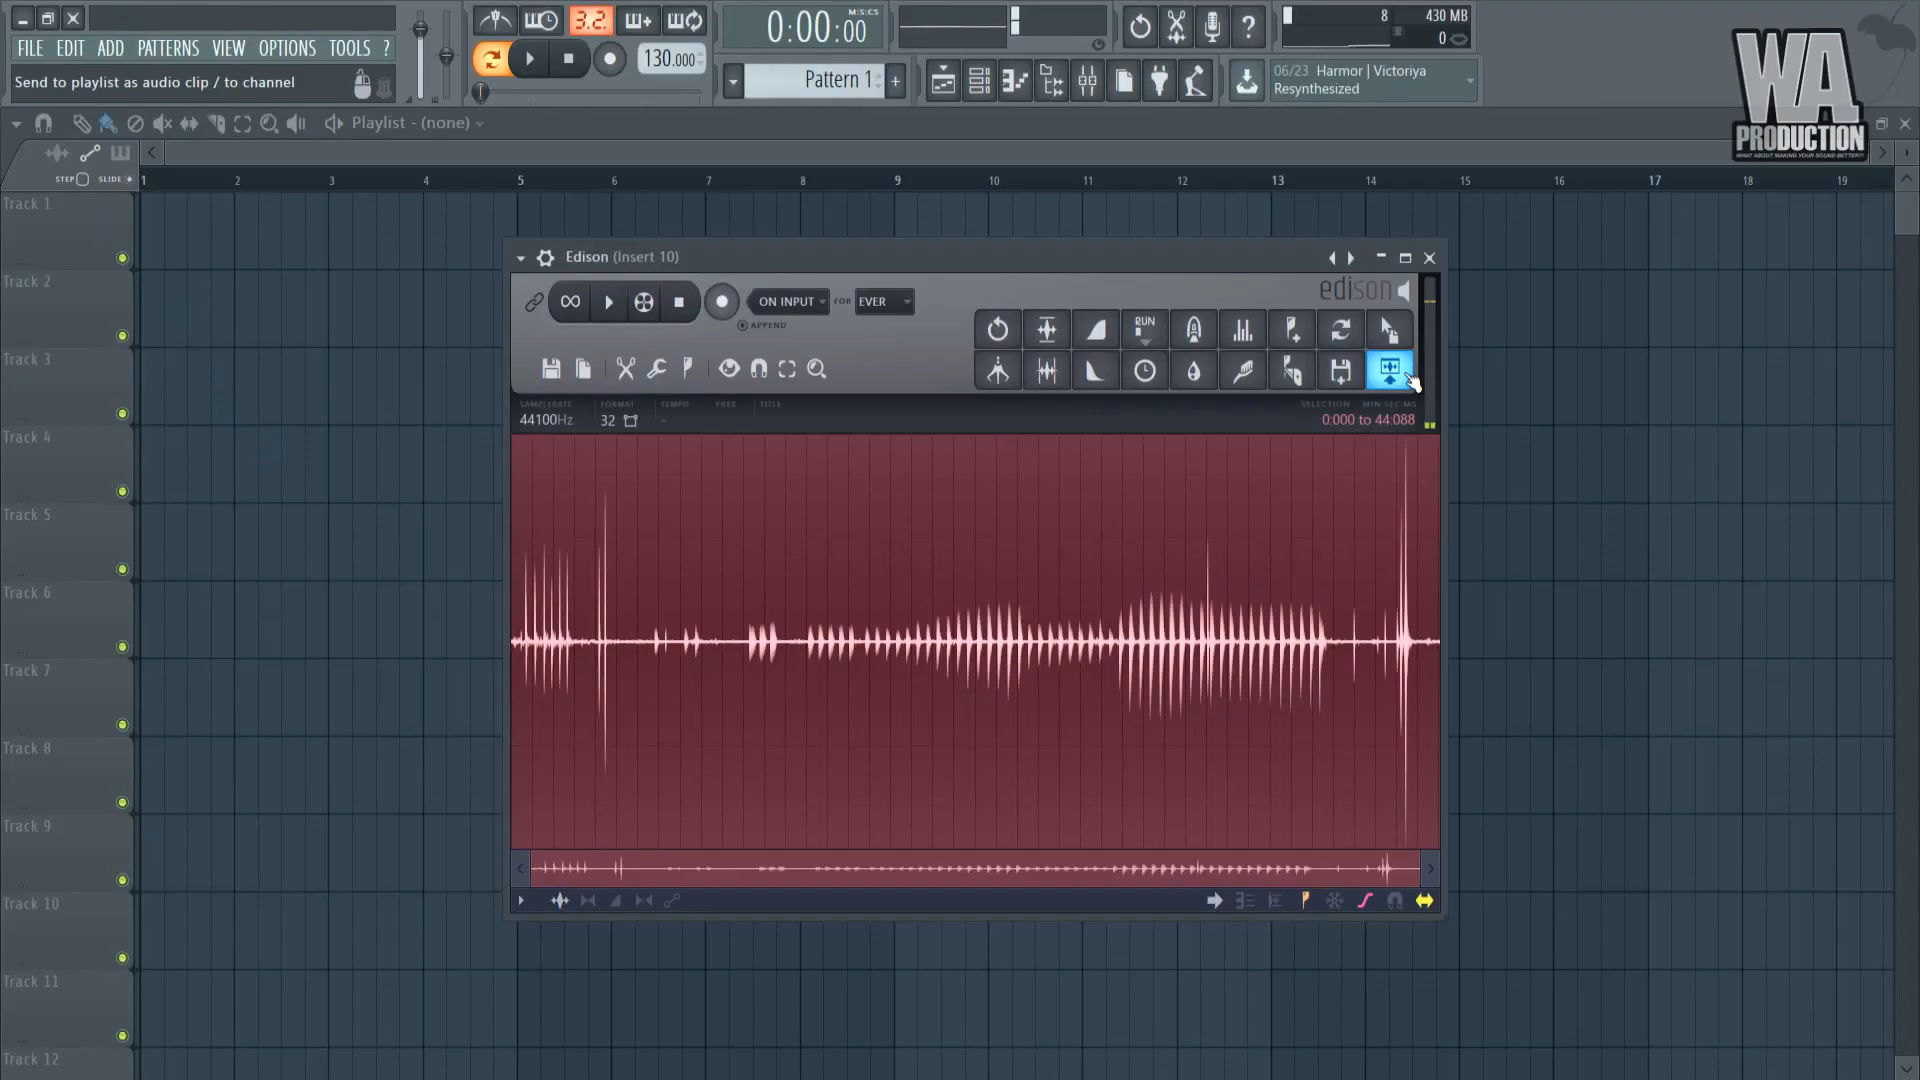 3.2.
0:00:00
M:S:CS
8
430 MB
0
FILE EDIT ADD PATTERNS VIEW OPTIONS TOOLS ?
130.000
Pattern 1
06/23 Harmor | Victoriya
Resynthesized
Send to playlist as audio clip / to channel
WA
PRODUCTION
WHAT ABOUT MAKING YOUR SOUND BETTER?!
Playlist - (none)
STEP SLIDE
1 2 3 4 5 6 7 8 9 10 11 12 13 14 15 16 17 18 19
Track 1
Track 2
Track 3
Track 4
Track 5
Track 6
Track 7
Track 8
Track 9
Track 10
Track 11
Track 12
Edison (Insert 10)
edison
ON INPUT FOR EVER
APPEND
RUN
SAMPLERATE FORMAT TEMPO FREE TITLE SELECTION MIN:SEC:MS
44100Hz 32 - 0:000 to 44:088